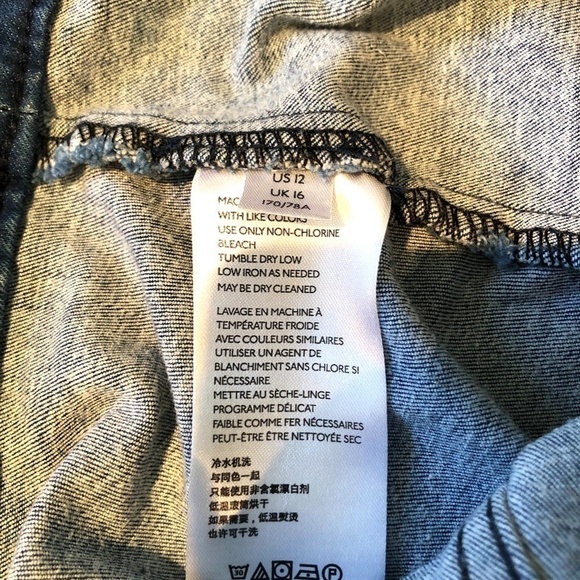 US 12
UK 16
170/78A
MAC
WITH LIKE COLORS
USE ONLY NON-CHLORINE
BLEACH
TUMBLE DRY LOW
LOW IRON AS NEEDED
MAY BE DRY CLEANED
LAVAGE EN MACHINE À
TEMPÉRATURE FROIDE
AVEC COULEURS SIMILAIRES
UTILISER UN AGENT DE
BLANCHIMENT SANS CHLORE SI
NÉCESSAIRE
METTRE AU SÈCHE-LINGE
PROGRAMME DÉLICAT
FAIBLE COMME FER NÉCESSAIRES
PEUT-ÊTRE ÊTRE NETTOYÉE SEC
冷水机洗
与同色一起
只能使用非含氯漂白剂
低温滚筒烘干
如果需要，低温熨烫
也许可干洗
30